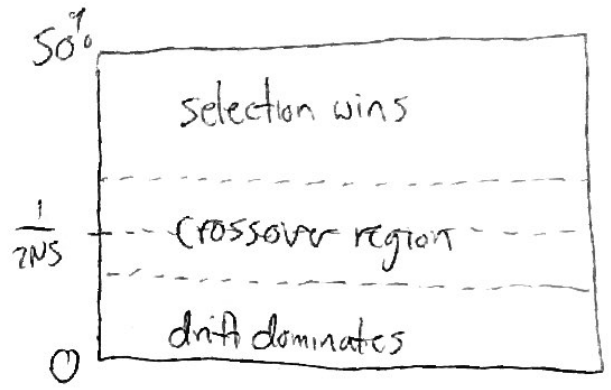 50%
selection wins
1
2NS
crossover region
drift dominates
0